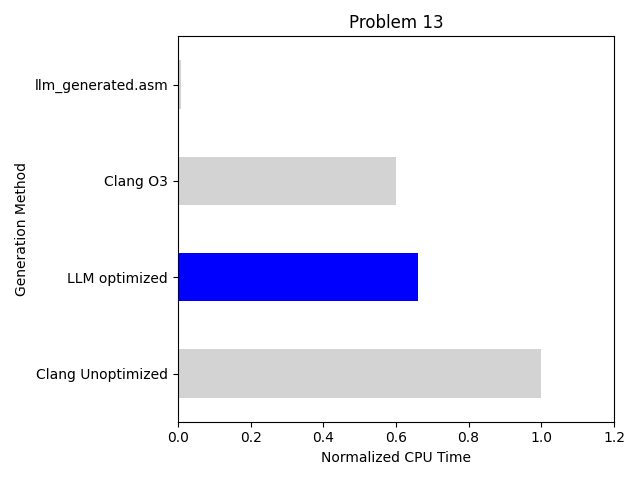 Problem 13
Generation Method
llm_generated.asm
Clang O3
LLM optimized
Clang Unoptimized
0.0 0.2 0.4 0.6 0.8 1.0 1.2
Normalized CPU Time